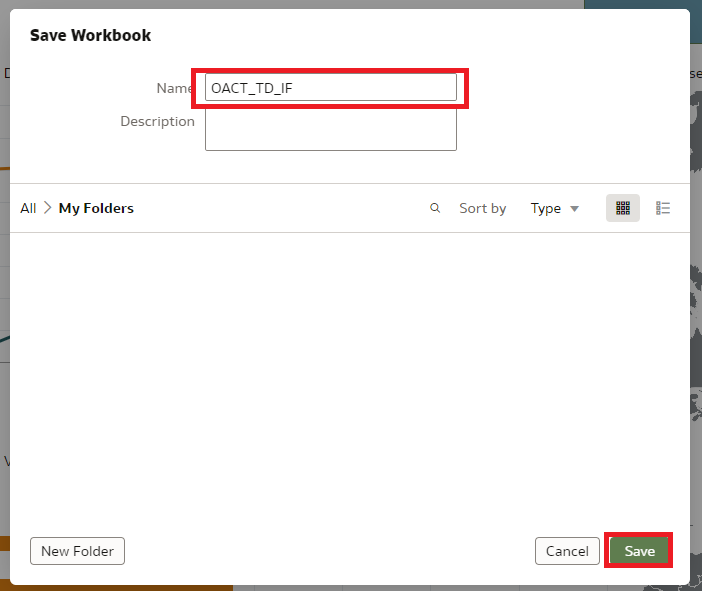 Save Workbook
Name OACT_TD_IF
Description
All > My Folders Sort by Type
New Folder Cancel Save